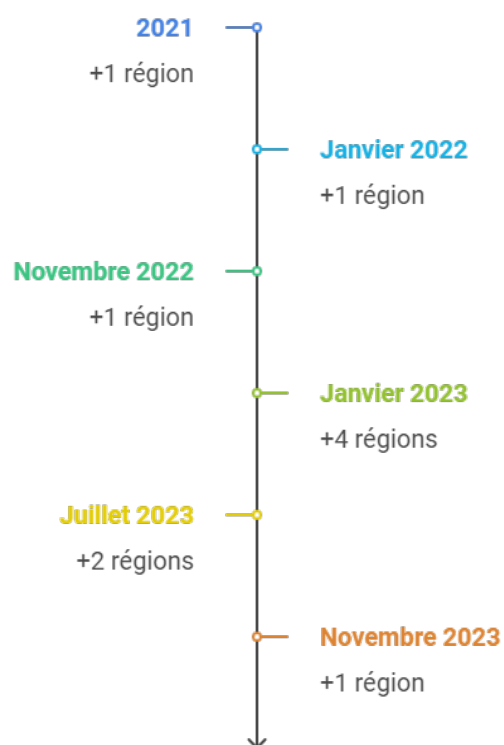 2021
+1 région
Janvier 2022
+1 région
Novembre 2022
+1 région
Janvier 2023
+4 régions
Juillet 2023
+2 régions
Novembre 2023
+1 région